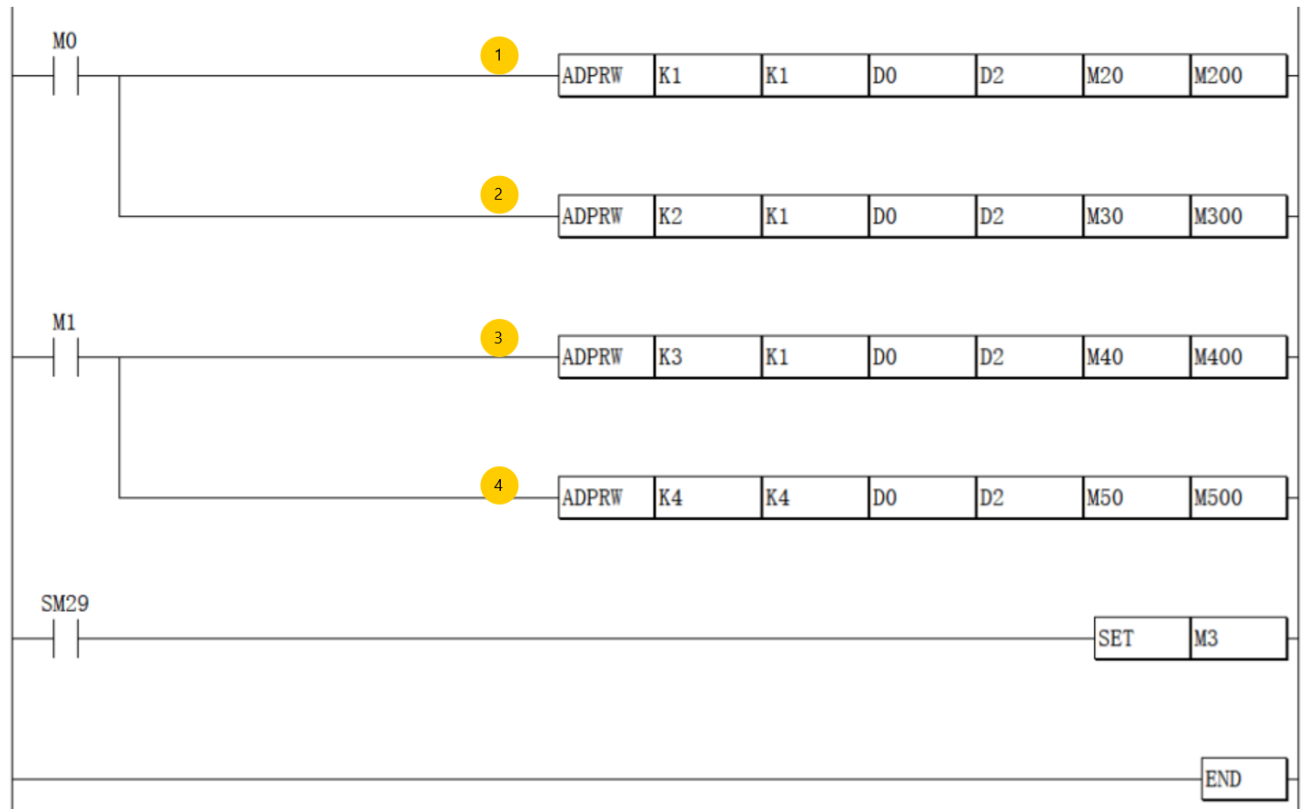 M0
1
ADPRW K1 K1 D0 D2 M20 M200
2
ADPRW K2 K1 D0 D2 M30 M300
M1
3
ADPRW K3 K1 D0 D2 M40 M400
4
ADPRW K4 K4 D0 D2 M50 M500
SM29
SET M3
END